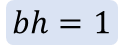 bh = 1